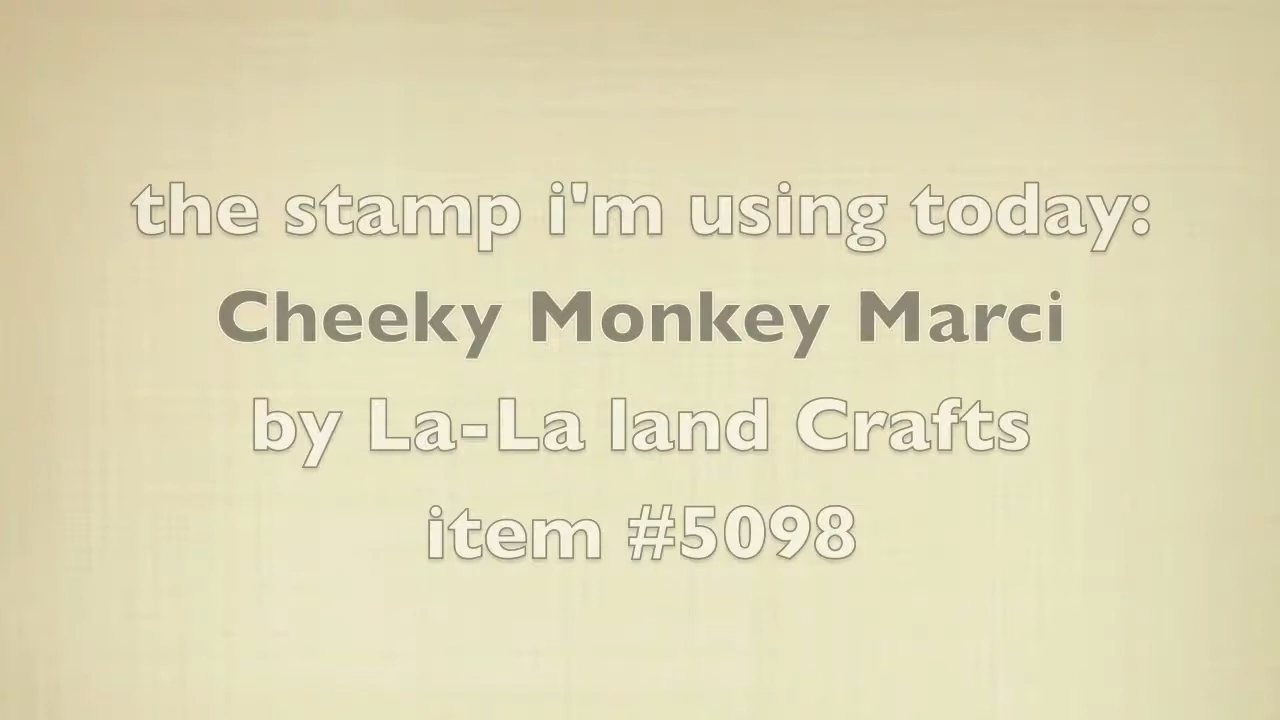 the stamp i'm using today:
Cheeky Monkey Marci
by La-La land Crafts
item #5098